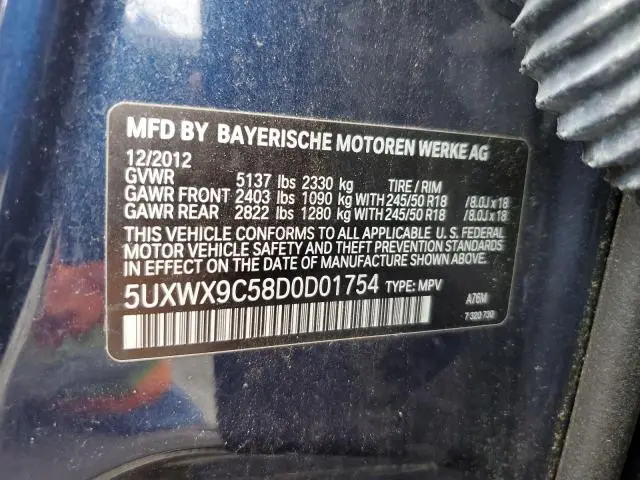 MFD BY BAYERISCHE MOTOREN WERKE AG
12/2012
GVWR 5137 lbs 2330 kg TIRE / RIM
GAWR FRONT 2403 lbs 1090 kg WITH 245/50 R18 /8.0J x 18
GAWR REAR 2822 lbs 1280 kg WITH 245/50 R18 /8.0J x 18
THIS VEHICLE CONFORMS TO ALL APPLICABLE U. S. FEDERAL
MOTOR VEHICLE SAFETY AND THEFT PREVENTION STANDARDS
IN EFFECT ON THE DATE OF MANUFACTURE SHOWN ABOVE.
5UXWX9C58D0D01754 TYPE: MPV A76M
7 320 730